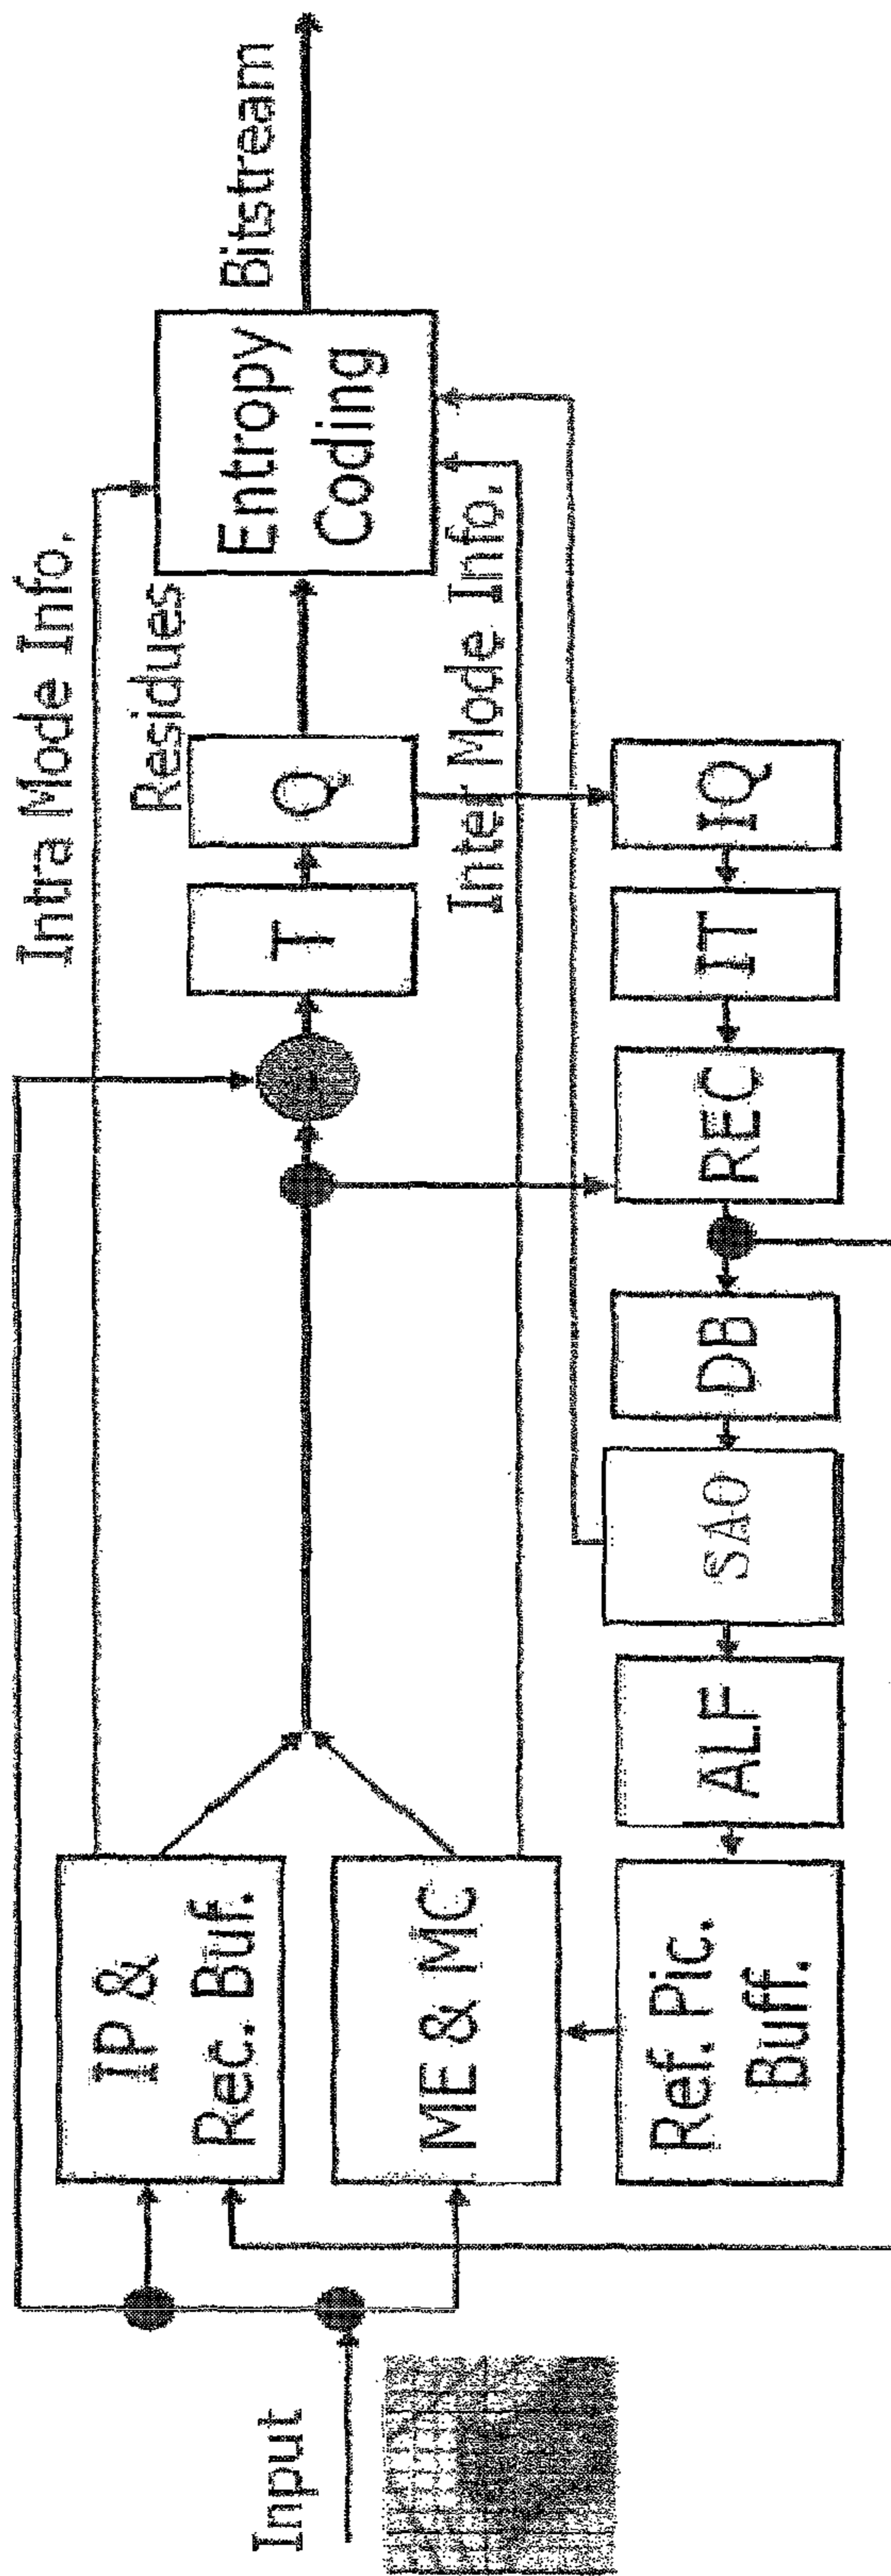 Input
IP &
Rec. Buf.
ME & MC
Ref. Pic.
Buff.
ALF
SAO
DB
REC
IT
IQ
T
Q
Intra Mode Info.
Residues
Inter Mode Info.
Entropy
Coding
Bitstream